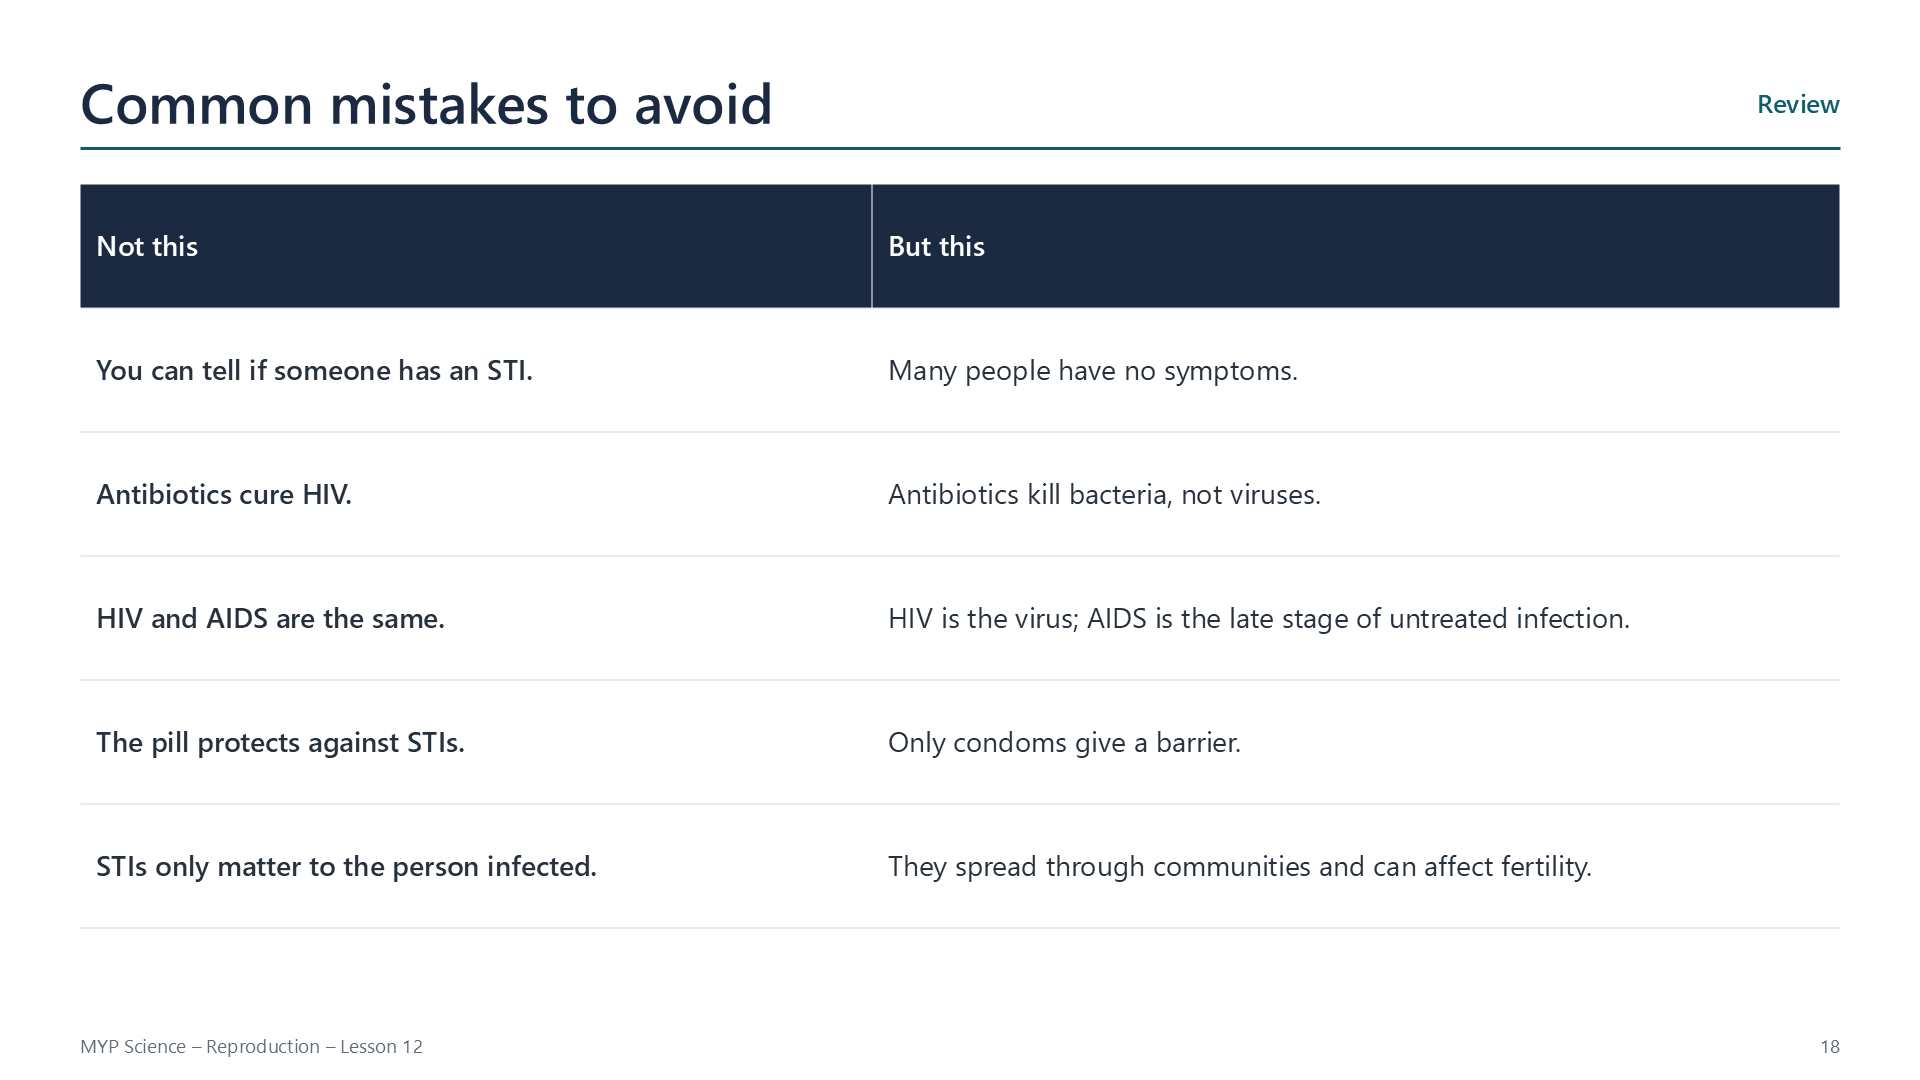 Common mistakes to avoid
Review
Not this
But this
You can tell if someone has an STI.
Many people have no symptoms.
Antibiotics cure HIV.
Antibiotics kill bacteria, not viruses.
HIV and AIDS are the same.
HIV is the virus; AIDS is the late stage of untreated infection.
The pill protects against STIs.
Only condoms give a barrier.
STIs only matter to the person infected.
They spread through communities and can affect fertility.
MYP Science – Reproduction – Lesson 12
18